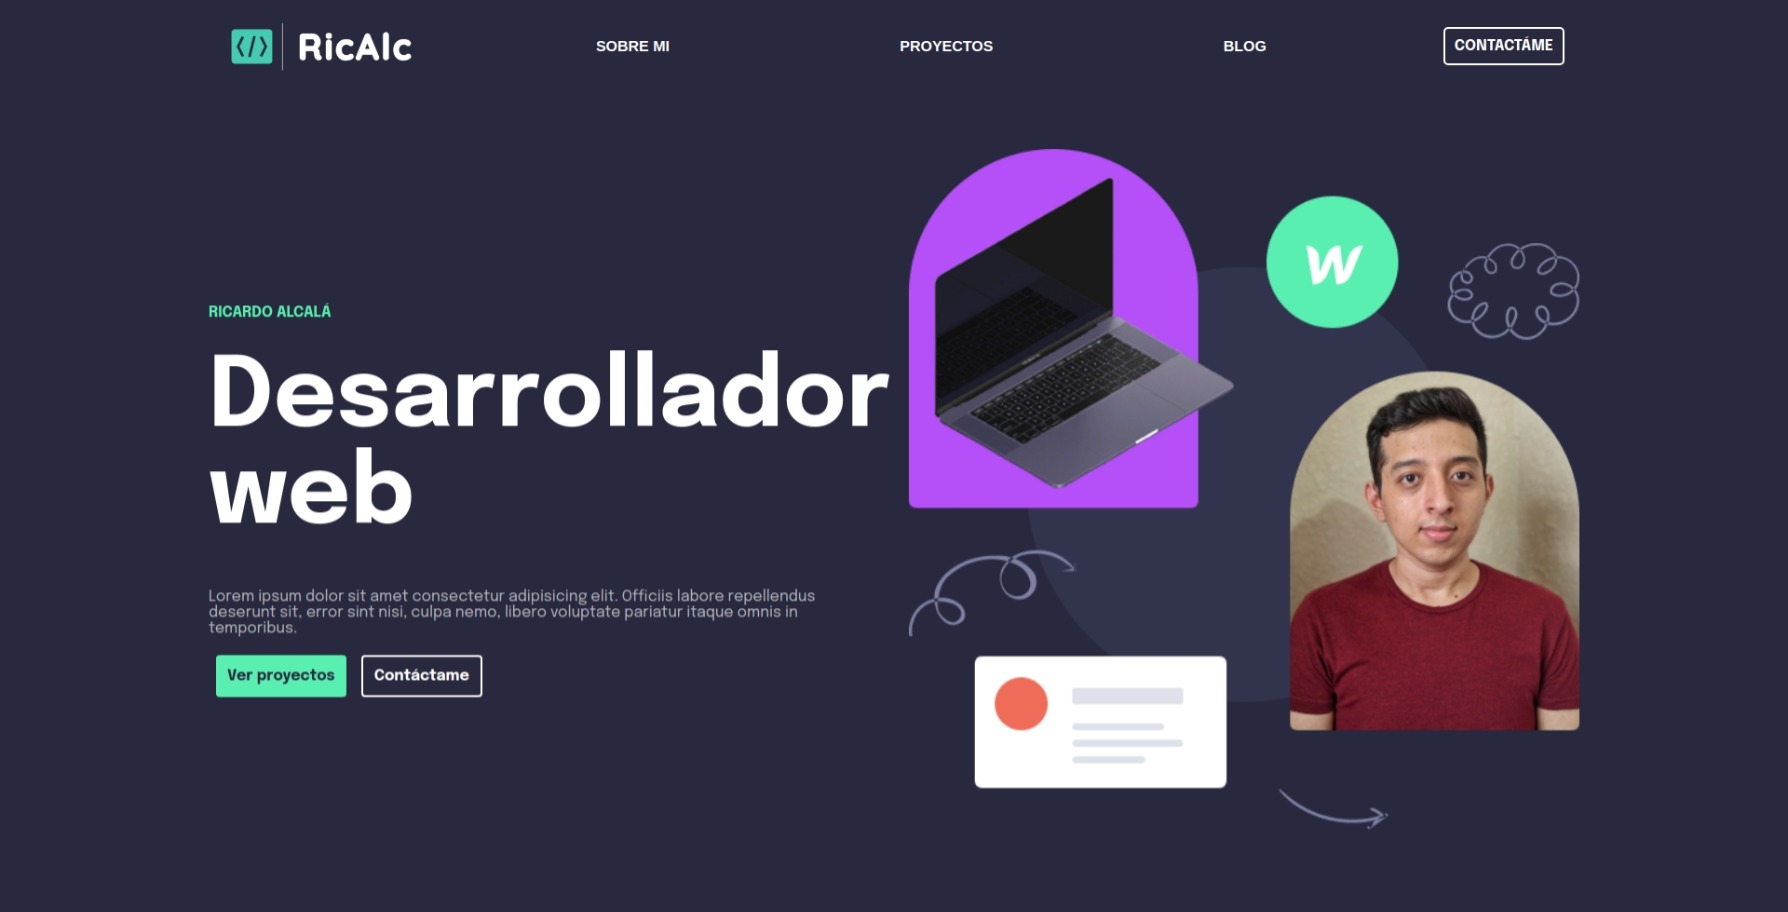 </> RicAlc
SOBRE MI
PROYECTOS
BLOG
CONTACTÁME
RICARDO ALCALÁ
Desarrollador
web
Lorem ipsum dolor sit amet consectetur adipisicing elit. Officiis labore repellendus
deserunt sit, error sint nisi, culpa nemo, libero voluptate pariatur itaque omnis in
temporibus.
Ver proyectos
Contáctame
w